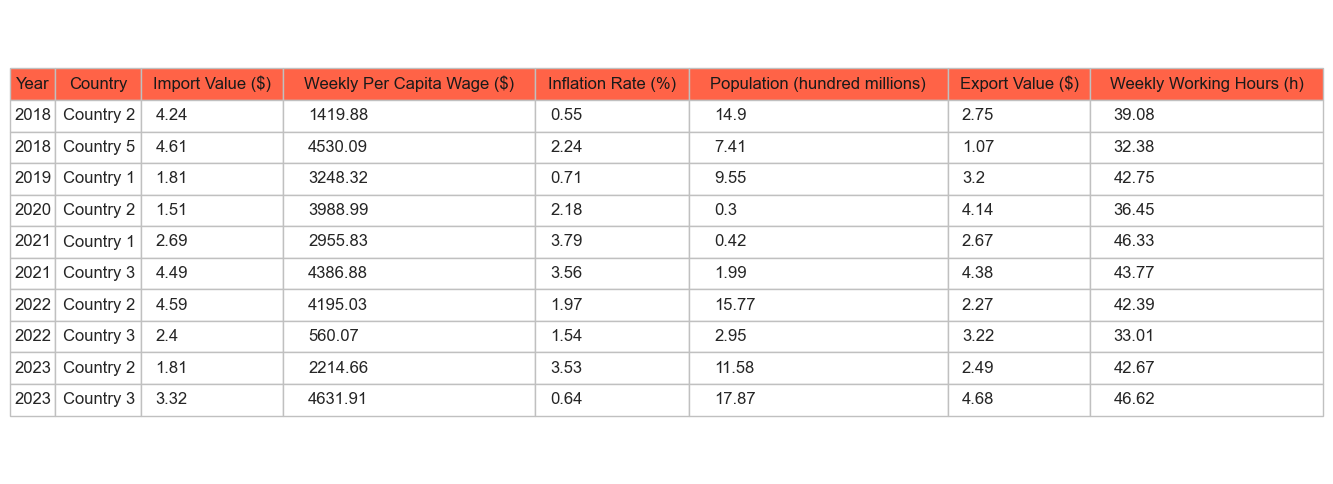 Year Country Import Value ($) Weekly Per Capita Wage ($) Inflation Rate (%) Population (hundred millions) Export Value ($) Weekly Working Hours (h)
2018 Country 2 4.24 1419.88 0.55 14.9 2.75 39.08
2018 Country 5 4.61 4530.09 2.24 7.41 1.07 32.38
2019 Country 1 1.81 3248.32 0.71 9.55 3.2 42.75
2020 Country 2 1.51 3988.99 2.18 0.3 4.14 36.45
2021 Country 1 2.69 2955.83 3.79 0.42 2.67 46.33
2021 Country 3 4.49 4386.88 3.56 1.99 4.38 43.77
2022 Country 2 4.59 4195.03 1.97 15.77 2.27 42.39
2022 Country 3 2.4 560.07 1.54 2.95 3.22 33.01
2023 Country 2 1.81 2214.66 3.53 11.58 2.49 42.67
2023 Country 3 3.32 4631.91 0.64 17.87 4.68 46.62